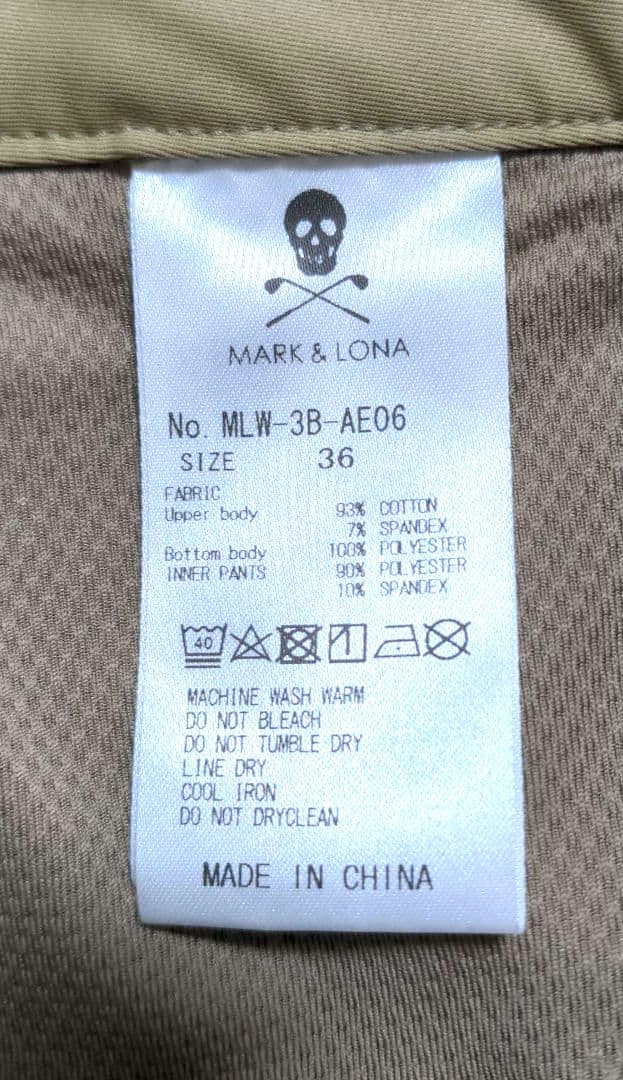 MARK & LONA
No. MLW-3B-AE06
SIZE 36
FABRIC
Upper body 93% COTTON
7% SPANDEX
Bottom body 100% POLYESTER
INNER PANTS 90% POLYESTER
10% SPANDEX
40
MACHINE WASH WARM
DO NOT BLEACH
DO NOT TUMBLE DRY
LINE DRY
COOL IRON
DO NOT DRYCLEAN
MADE IN CHINA